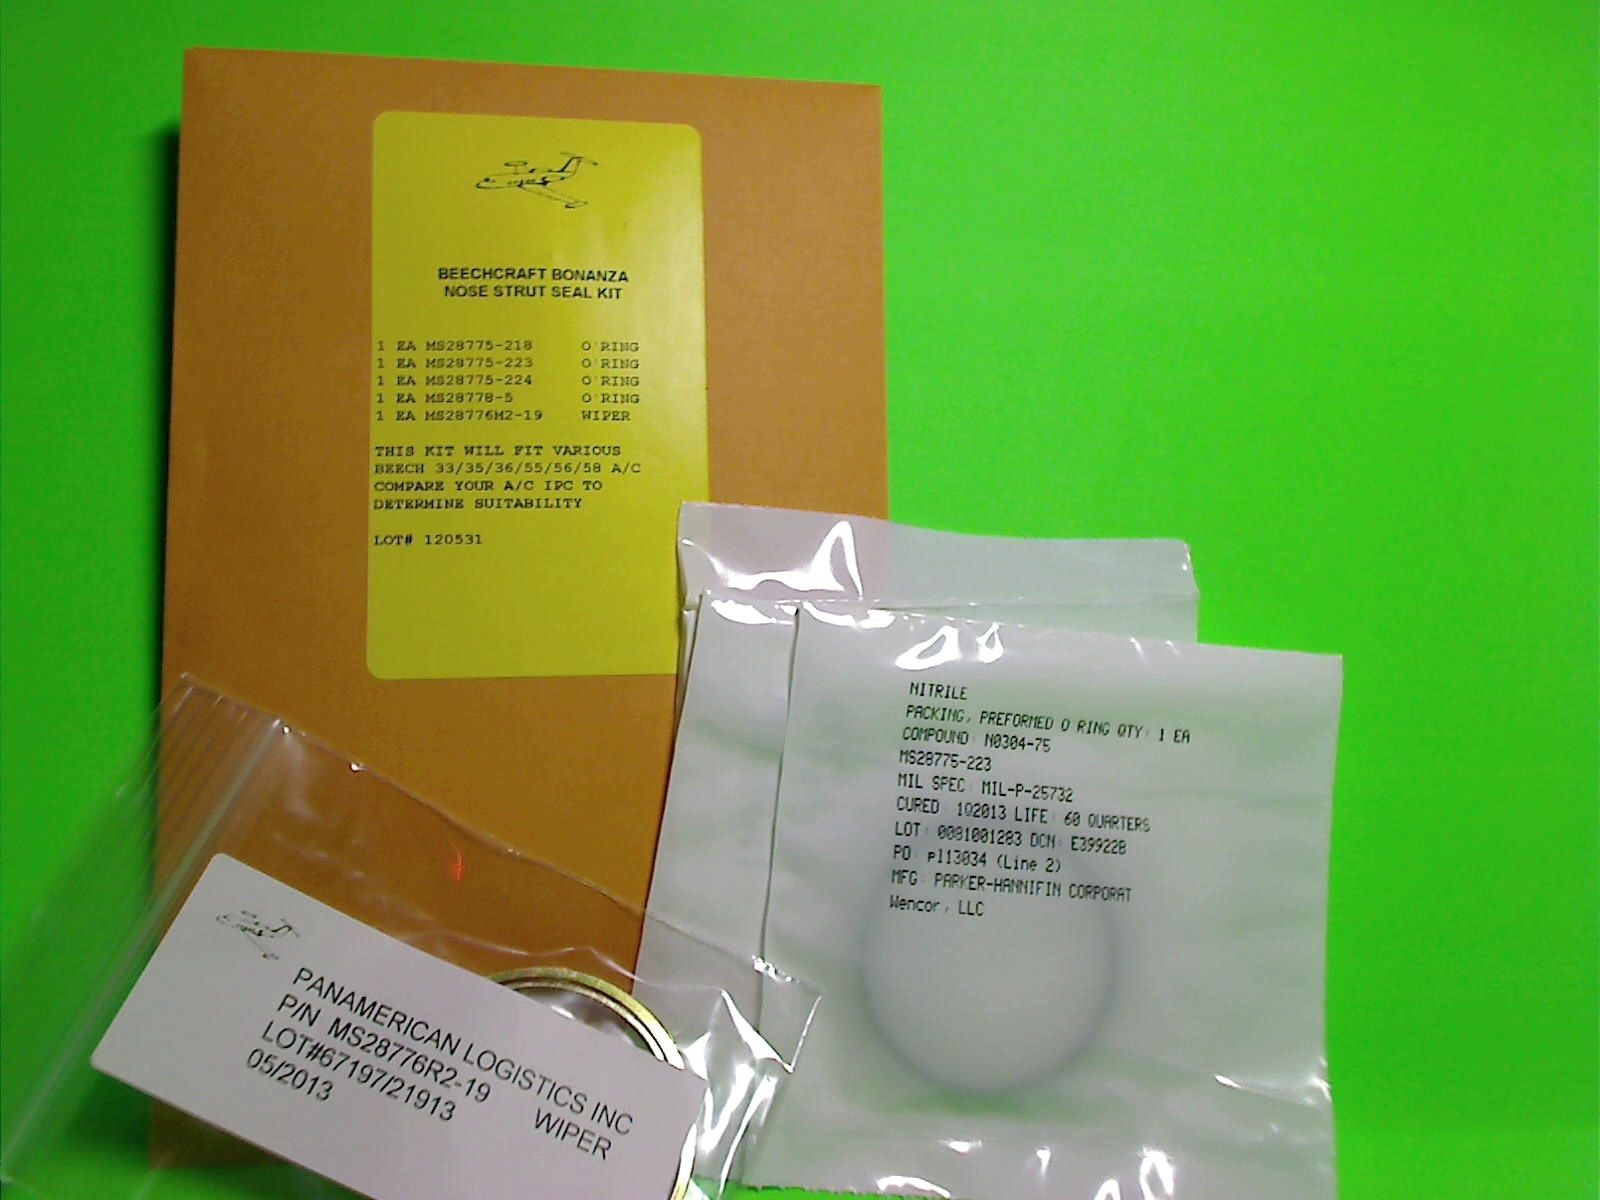 BEECHCRAFT BONANZA
NOSE STRUT SEAL KIT
1 EA MS28775-218 O'RING
1 EA MS28775-223 O'RING
1 EA MS28775-224 O'RING
1 EA MS28778-5 O'RING
1 EA MS28776M2-19 WIPER
THIS KIT WILL FIT VARIOUS
BEECH 33/35/36/55/56/58 A/C
COMPARE YOUR A/C IPC TO
DETERMINE SUITABILITY
LOT# 120531
NITRILE
PACKING, PREFORMED O RING QTY: 1 EA
COMPOUND: N0304-75
MS28775-223
MIL SPEC: MIL-P-25732
CURED: 1Q2013 LIFE: 60 QUARTERS
LOT: 0081001283 DCN: E39922B
PO: p113034 (Line 2)
MFG: PARKER-HANNIFIN CORPORAT
Wencor, LLC
PANAMERICAN LOGISTICS INC
P/N MS28776R2-19 WIPER
LOT#67197/21913
05/2013